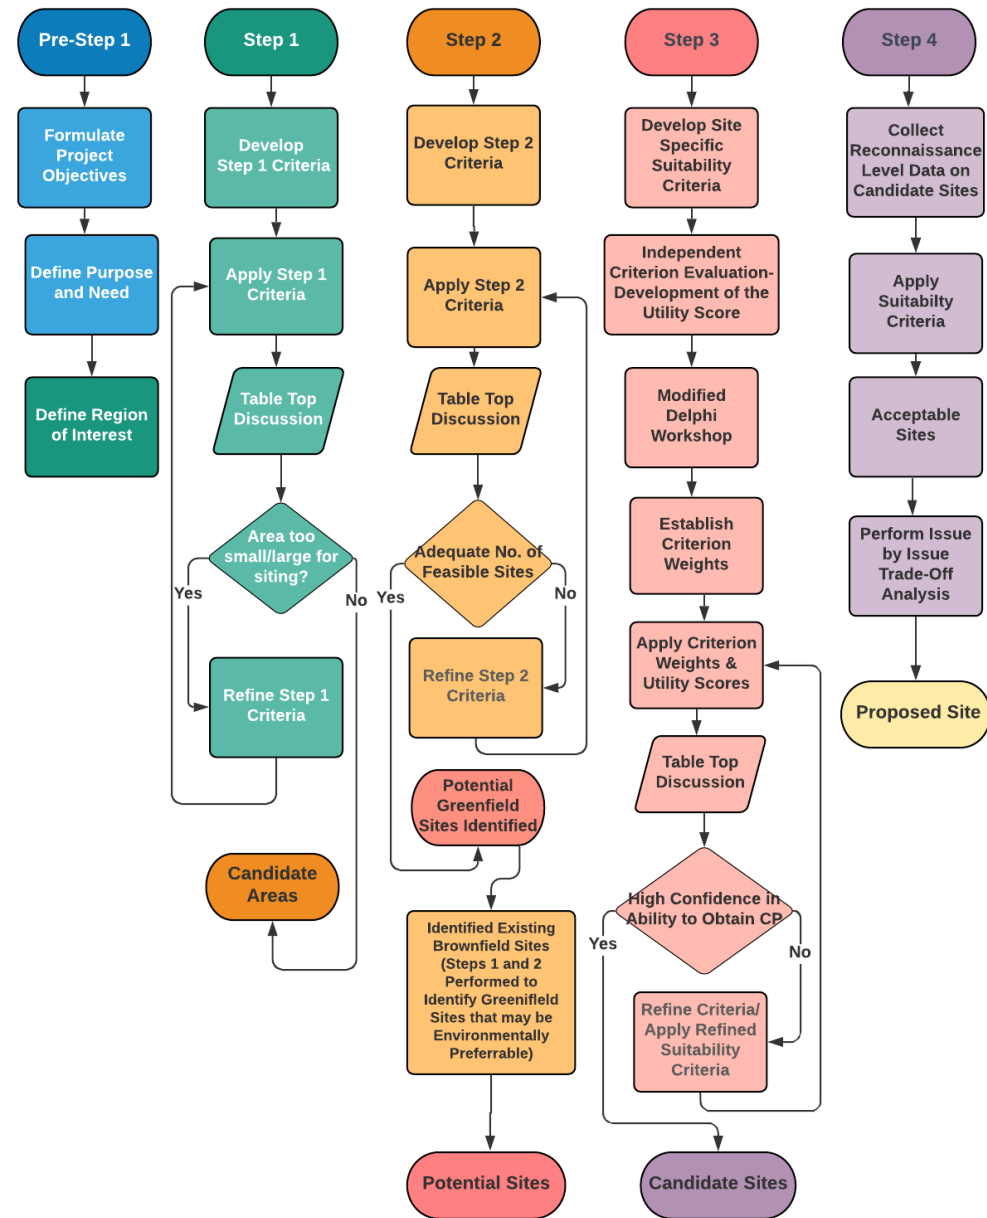 Pre-Step 1
Formulate
Project
Objectives
Define Purpose
and Need
Define Region
of Interest
Step 1
Develop
Step 1 Criteria
Apply Step 1
Criteria
Table Top
Discussion
Area too
small/large for
siting?
Yes
No
Refine Step 1
Criteria
Candidate
Areas
Step 2
Develop Step 2
Criteria
Apply Step 2
Criteria
Table Top
Discussion
Adequate No. of
Feasible Sites
Yes
No
Refine Step 2
Criteria
Potential
Greenfield
Sites Identified
Identified Existing
Brownfield Sites
(Steps 1 and 2
Performed to
Identify Greenifleld
Sites that may be
Environmentally
Preferrable)
Potential Sites
Step 3
Develop Site
Specific
Suitability
Criteria
Independent
Criterion Evaluation-
Development of the
Utility Score
Modified
Delphi
Workshop
Establish
Criterion
Weights
Apply Criterion
Weights &
Utility Scores
Table Top
Discussion
High Confidence in
Ability to Obtain CP
Yes
No
Refine Criteria/
Apply Refined
Suitability
Criteria
Candidate Sites
Step 4
Collect
Reconnaissance
Level Data on
Candidate Sites
Apply
Suitabilty
Criteria
Acceptable
Sites
Perform Issue
by Issue
Trade-Off
Analysis
Proposed Site